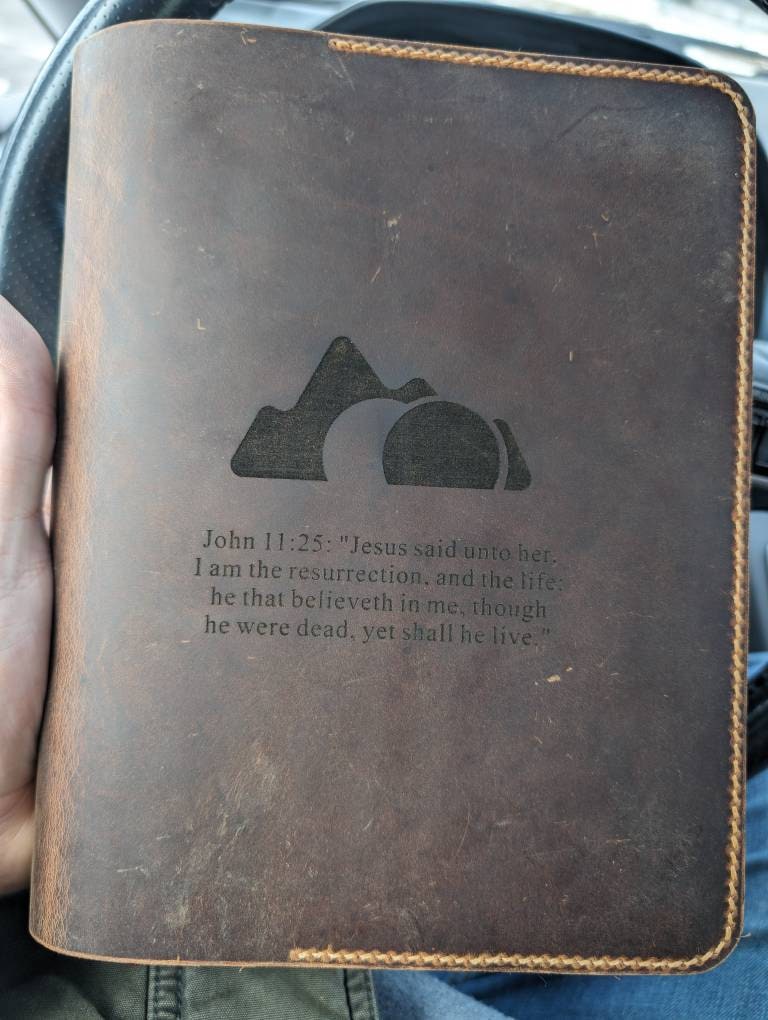 John 11:25: "Jesus said unto her,
I am the resurrection, and the life:
he that believeth in me, though
he were dead, yet shall he live."